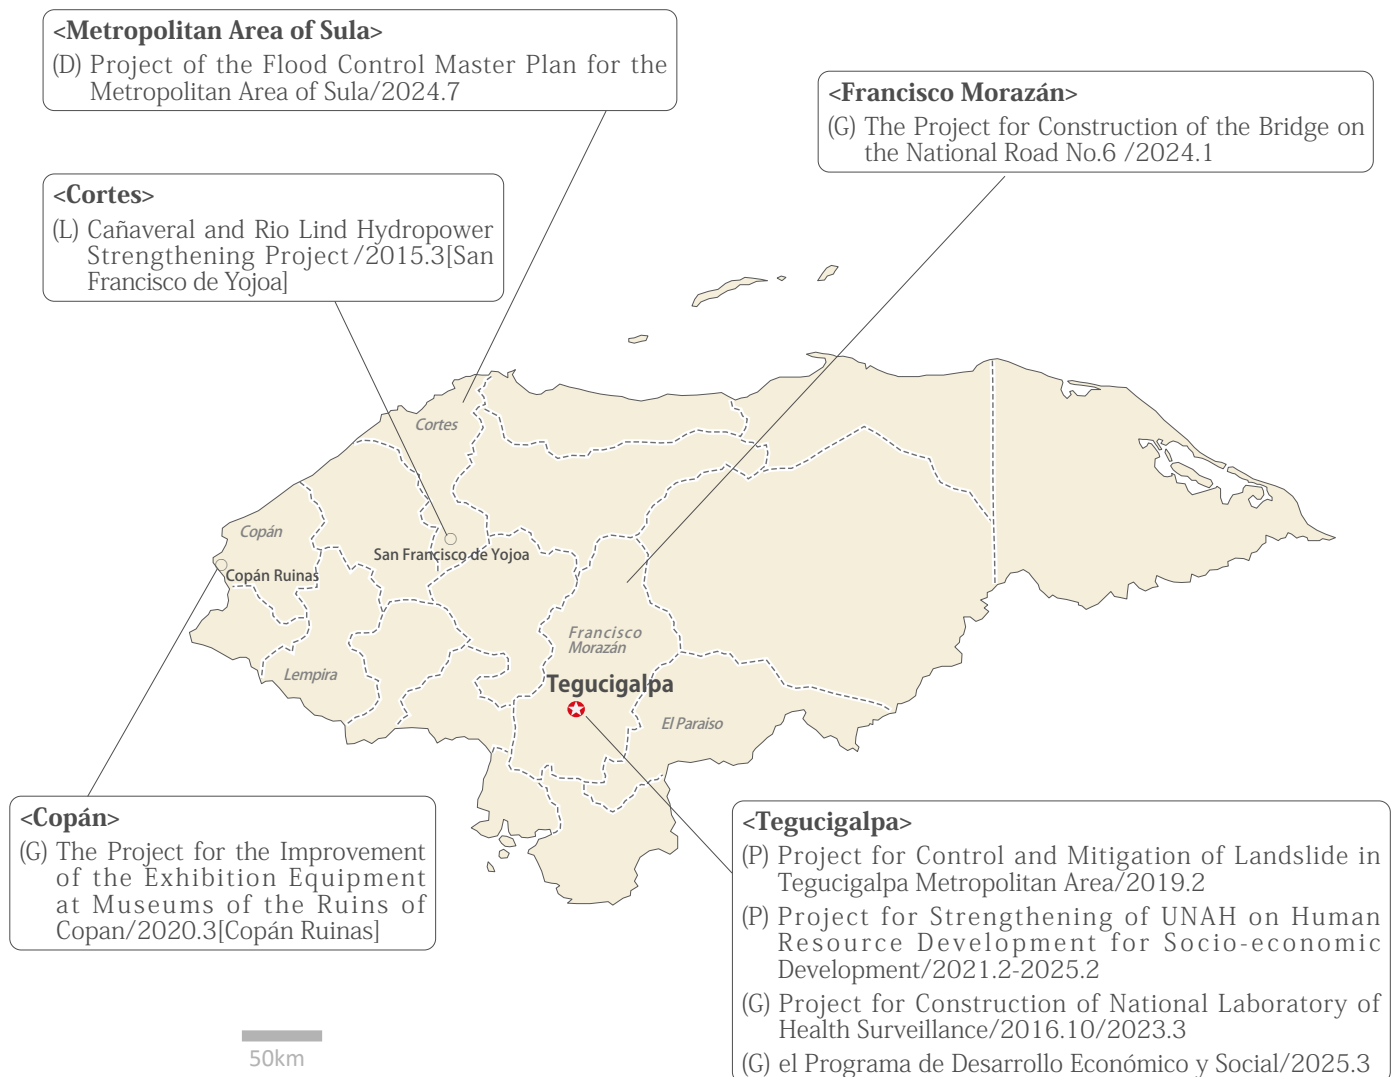 <Metropolitan Area of Sula>
(D) Project of the Flood Control Master Plan for the
Metropolitan Area of Sula/2024.7
<Francisco Morazán>
(G) The Project for Construction of the Bridge on
the National Road No.6 /2024.1
<Cortes>
(L) Cañaveral and Rio Lind Hydropower
Strengthening Project/2015.3[San
Francisco de Yojoa]
Cortes
Copán
San Francisco de Yojoa
Copán Ruinas
Francisco
Morazán
Lempira
Tegucigalpa
El Paraiso
<Copán>
(G) The Project for the Improvement
of the Exhibition Equipment
at Museums of the Ruins of
Copan/2020.3[Copán Ruinas]
<Tegucigalpa>
(P) Project for Control and Mitigation of Landslide in
Tegucigalpa Metropolitan Area/2019.2
(P) Project for Strengthening of UNAH on Human
Resource Development for Socio-economic
Development/2021.2-2025.2
(G) Project for Construction of National Laboratory of
Health Surveillance/2016.10/2023.3
(G) el Programa de Desarrollo Económico y Social/2025.3
50km